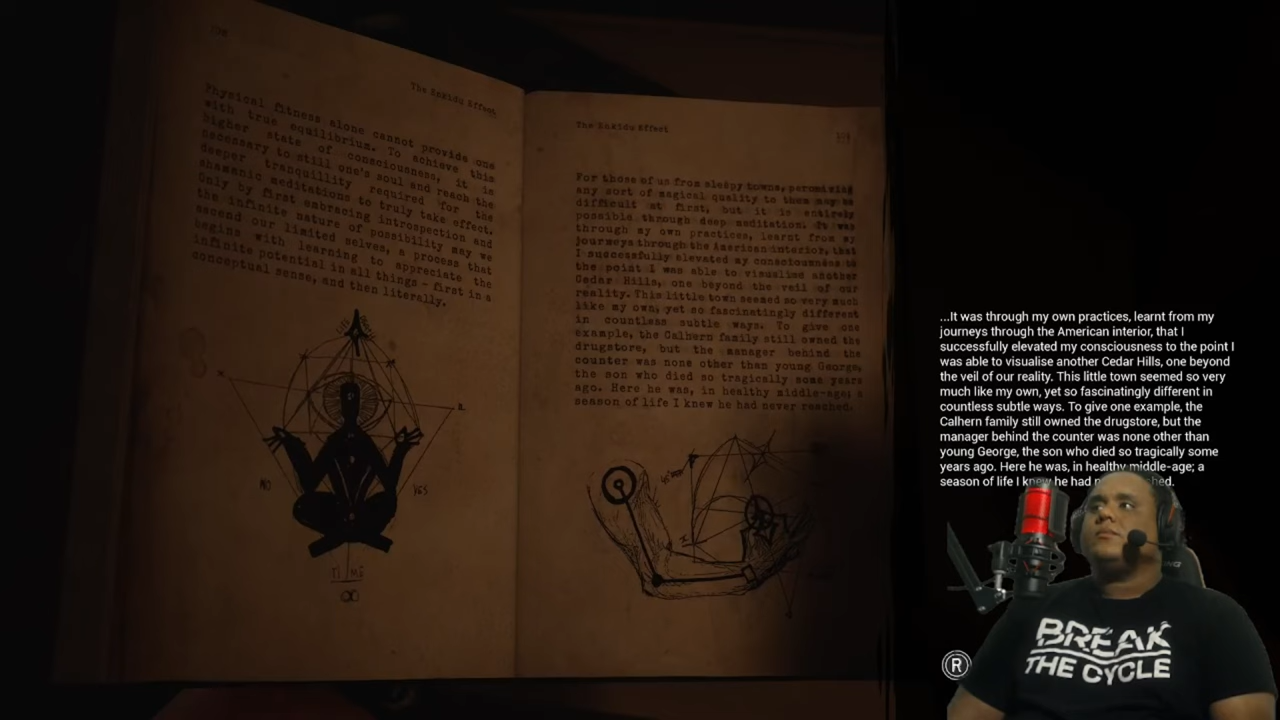 The Enkidu Effect
Physical fitness alone cannot provide one
with true equilibrium. To achieve this
higher state of consciousness, it is
necessary to still one's soul and reach the
deeper tranquillity required for the
shamanic meditations to truly take effect.
Only by first embracing introspection and
the infinite nature of possibility may we
ascend our limited selves, a process that
begins with learning to appreciate the
infinite potential in all things - first in a
conceptual sense, and then literally.
NO
YES
The Enkidu Effect
For those of us from sleepy towns, perceiving
any sort of magical quality to them may be
difficult at first, but it is entirely
possible through deep meditation. It was
through my own practices, learnt from my
journeys through the American interior, that
I successfully elevated my consciousness to
the point I was able to visualise another
Cedar Hills, one beyond the veil of our
reality. This little town seemed so very much
like my own, yet so fascinatingly different
in countless subtle ways. To give one
example, the Calhern family still owned the
drugstore, but the manager behind the
counter was none other than young George,
the son who died so tragically some years
ago. Here he was, in healthy middle-age; a
season of life I knew he had never reached.
...It was through my own practices, learnt from my
journeys through the American interior, that I
successfully elevated my consciousness to the point I
was able to visualise another Cedar Hills, one beyond
the veil of our reality. This little town seemed so very
much like my own, yet so fascinatingly different in
countless subtle ways. To give one example, the
Calhern family still owned the drugstore, but the
manager behind the counter was none other than
young George, the son who died so tragically some
years ago. Here he was, in healthy middle-age; a
season of life I knew he had
R
BREAK
THE CYCLE